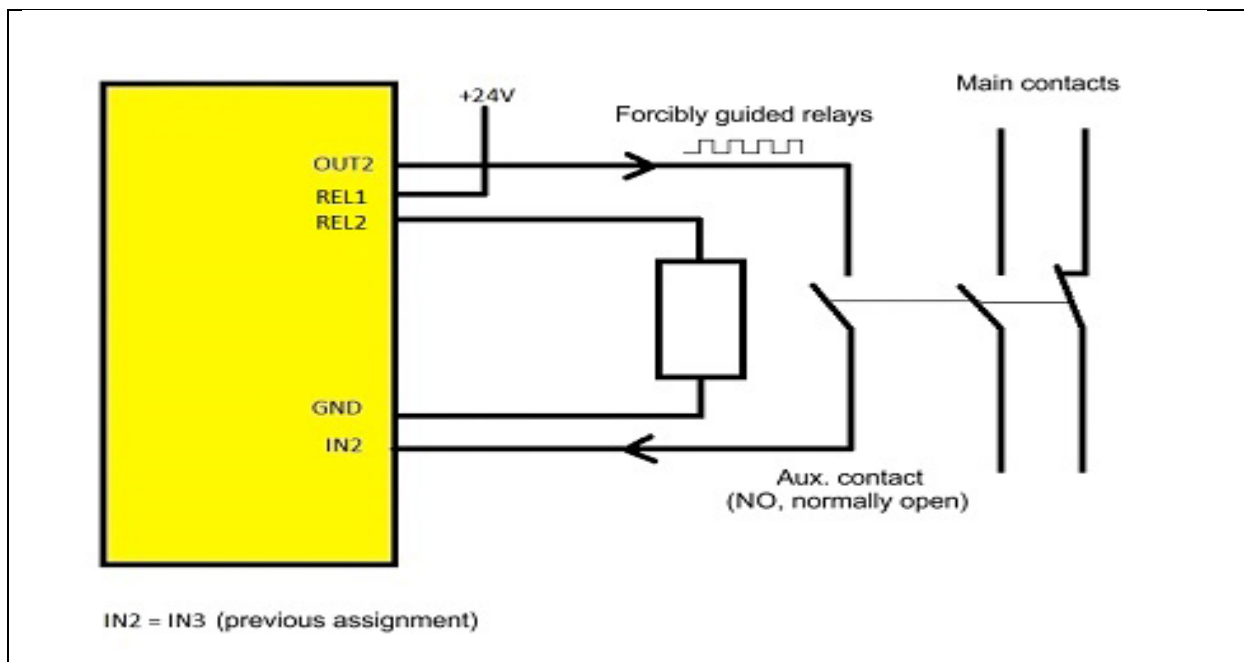 +24V
Forcibly guided relays
Main contacts
OUT2
REL1
REL2
GND
IN2
Aux. contact
(NO, normally open)
IN2 = IN3 (previous assignment)